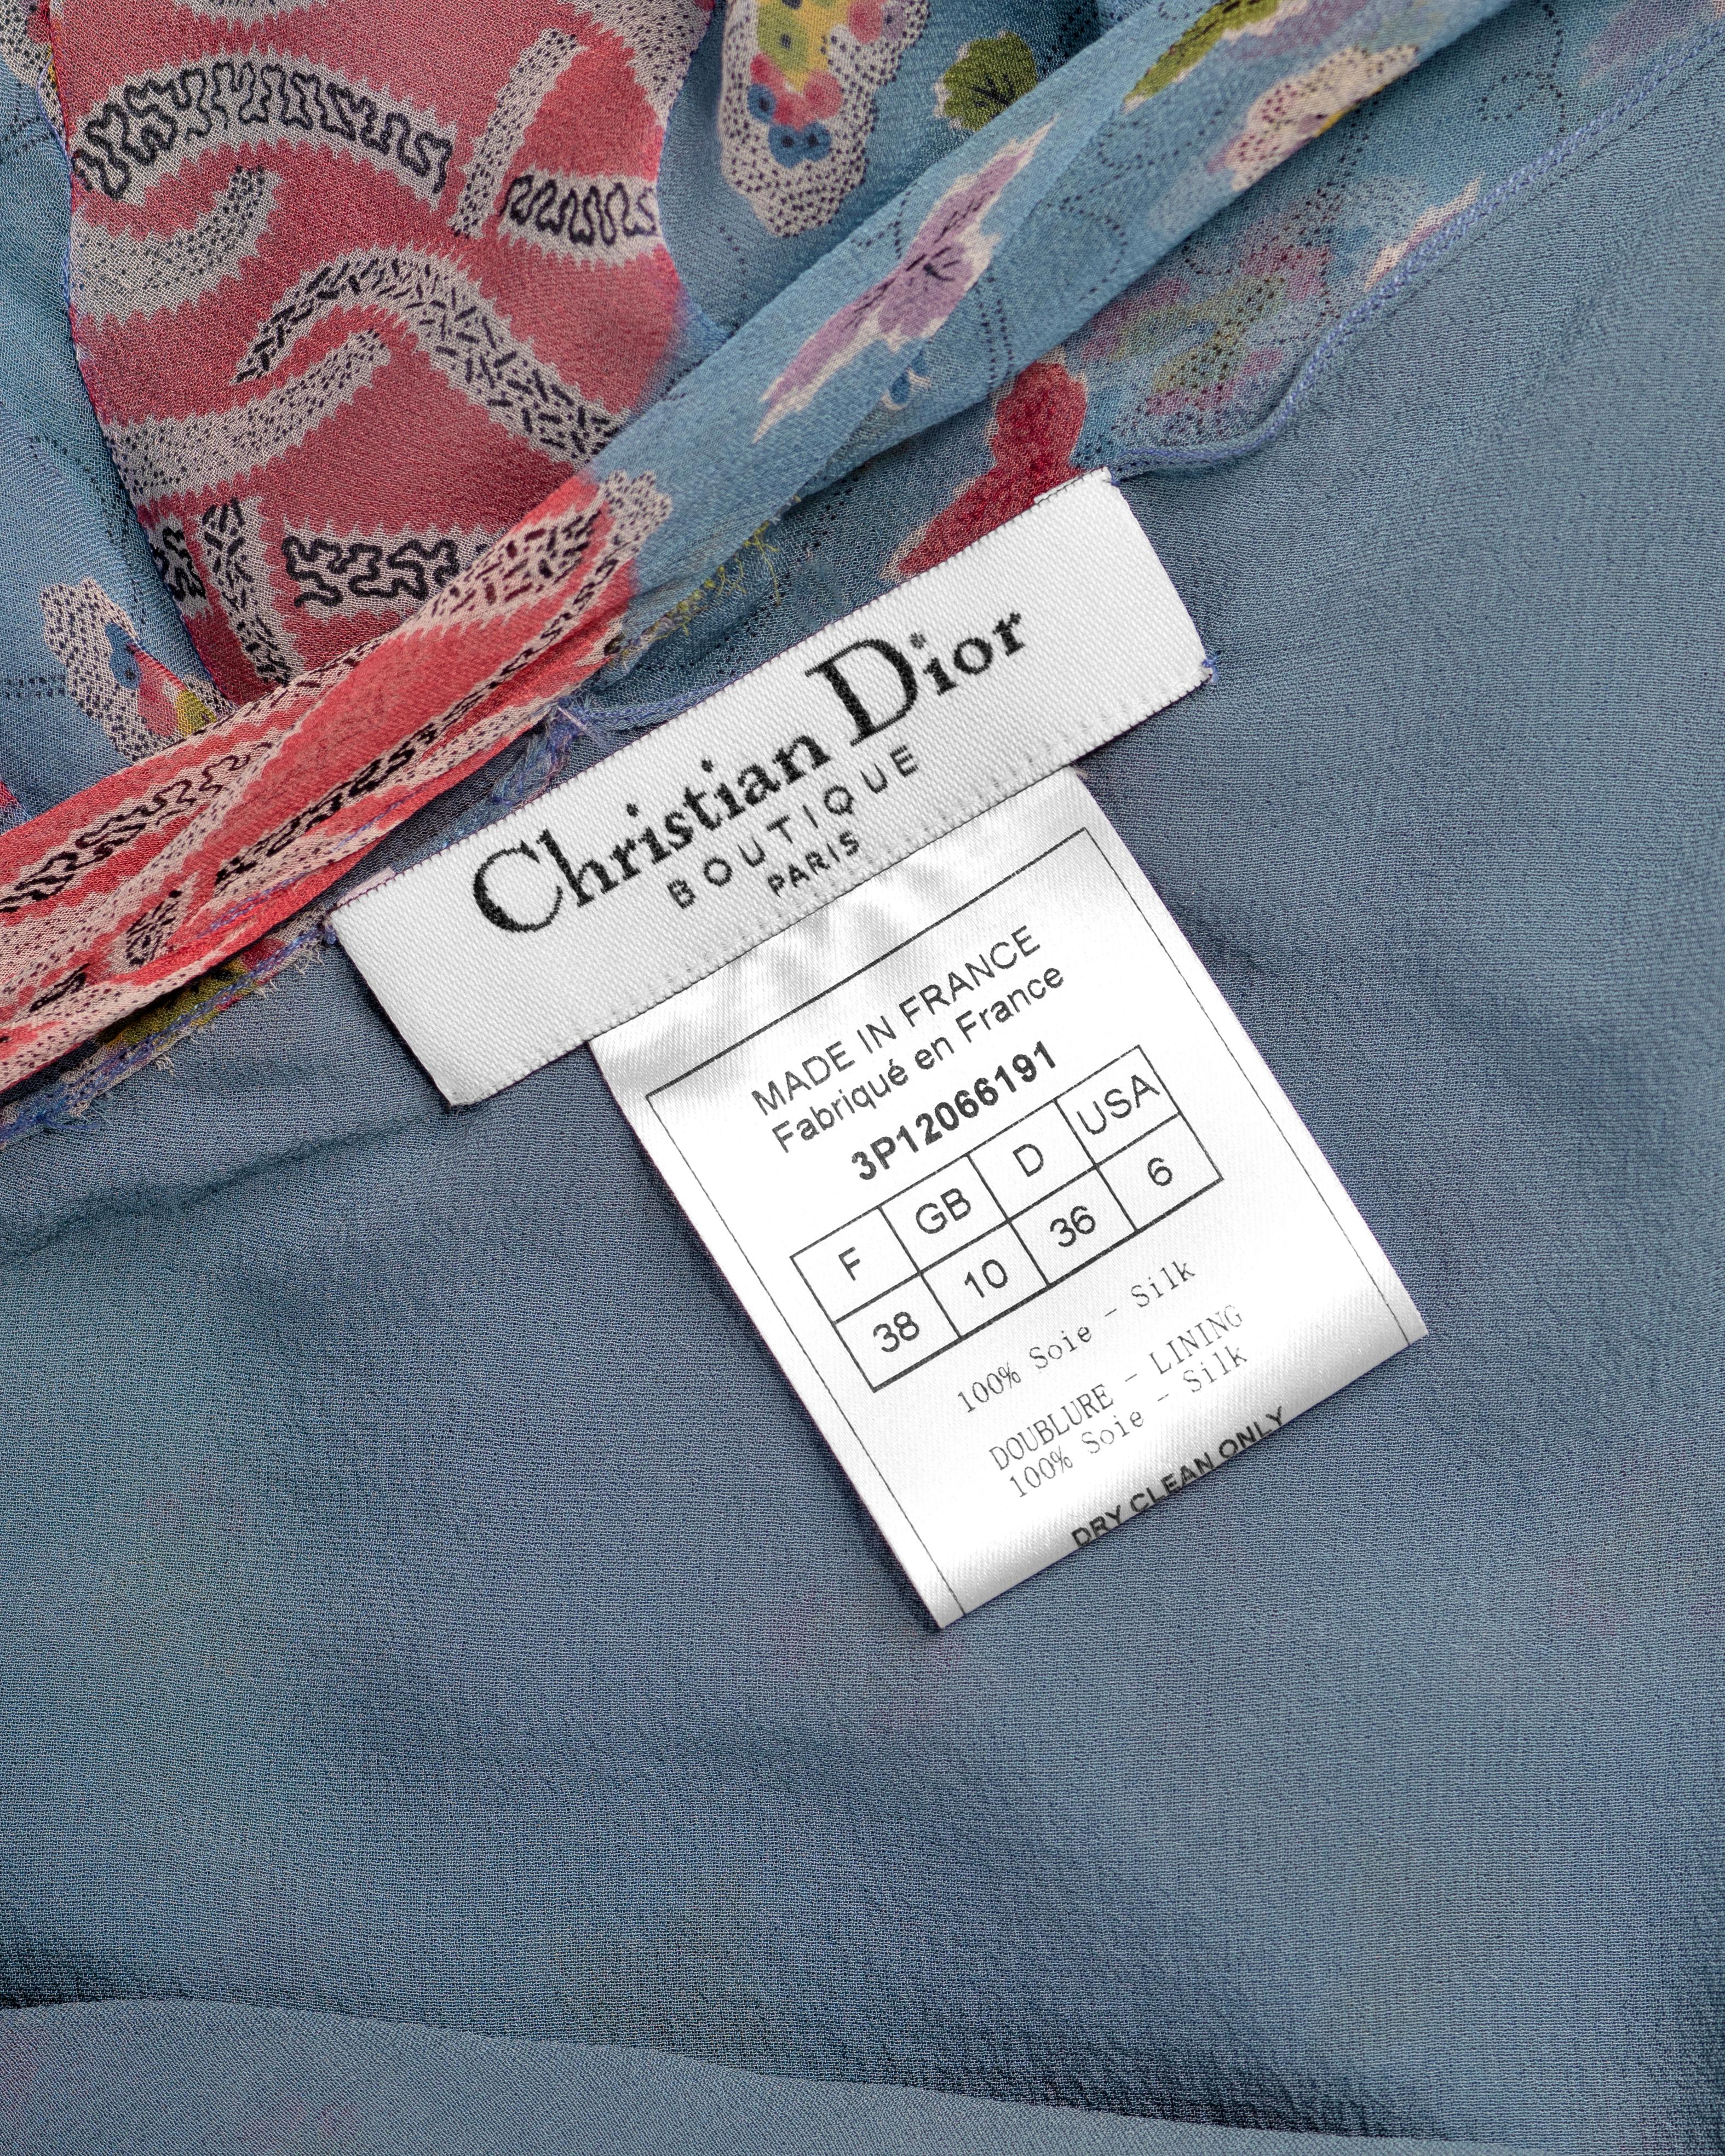 Christian Dior
BOUTIQUE
PARIS
MADE IN FRANCE
Fabriqué en France
3P12066191
F GB D USA
38 10 36 6
100% Soie - Silk
DOUBLURE - LINING
100% Soie - Silk
DRY CLEAN ONLY